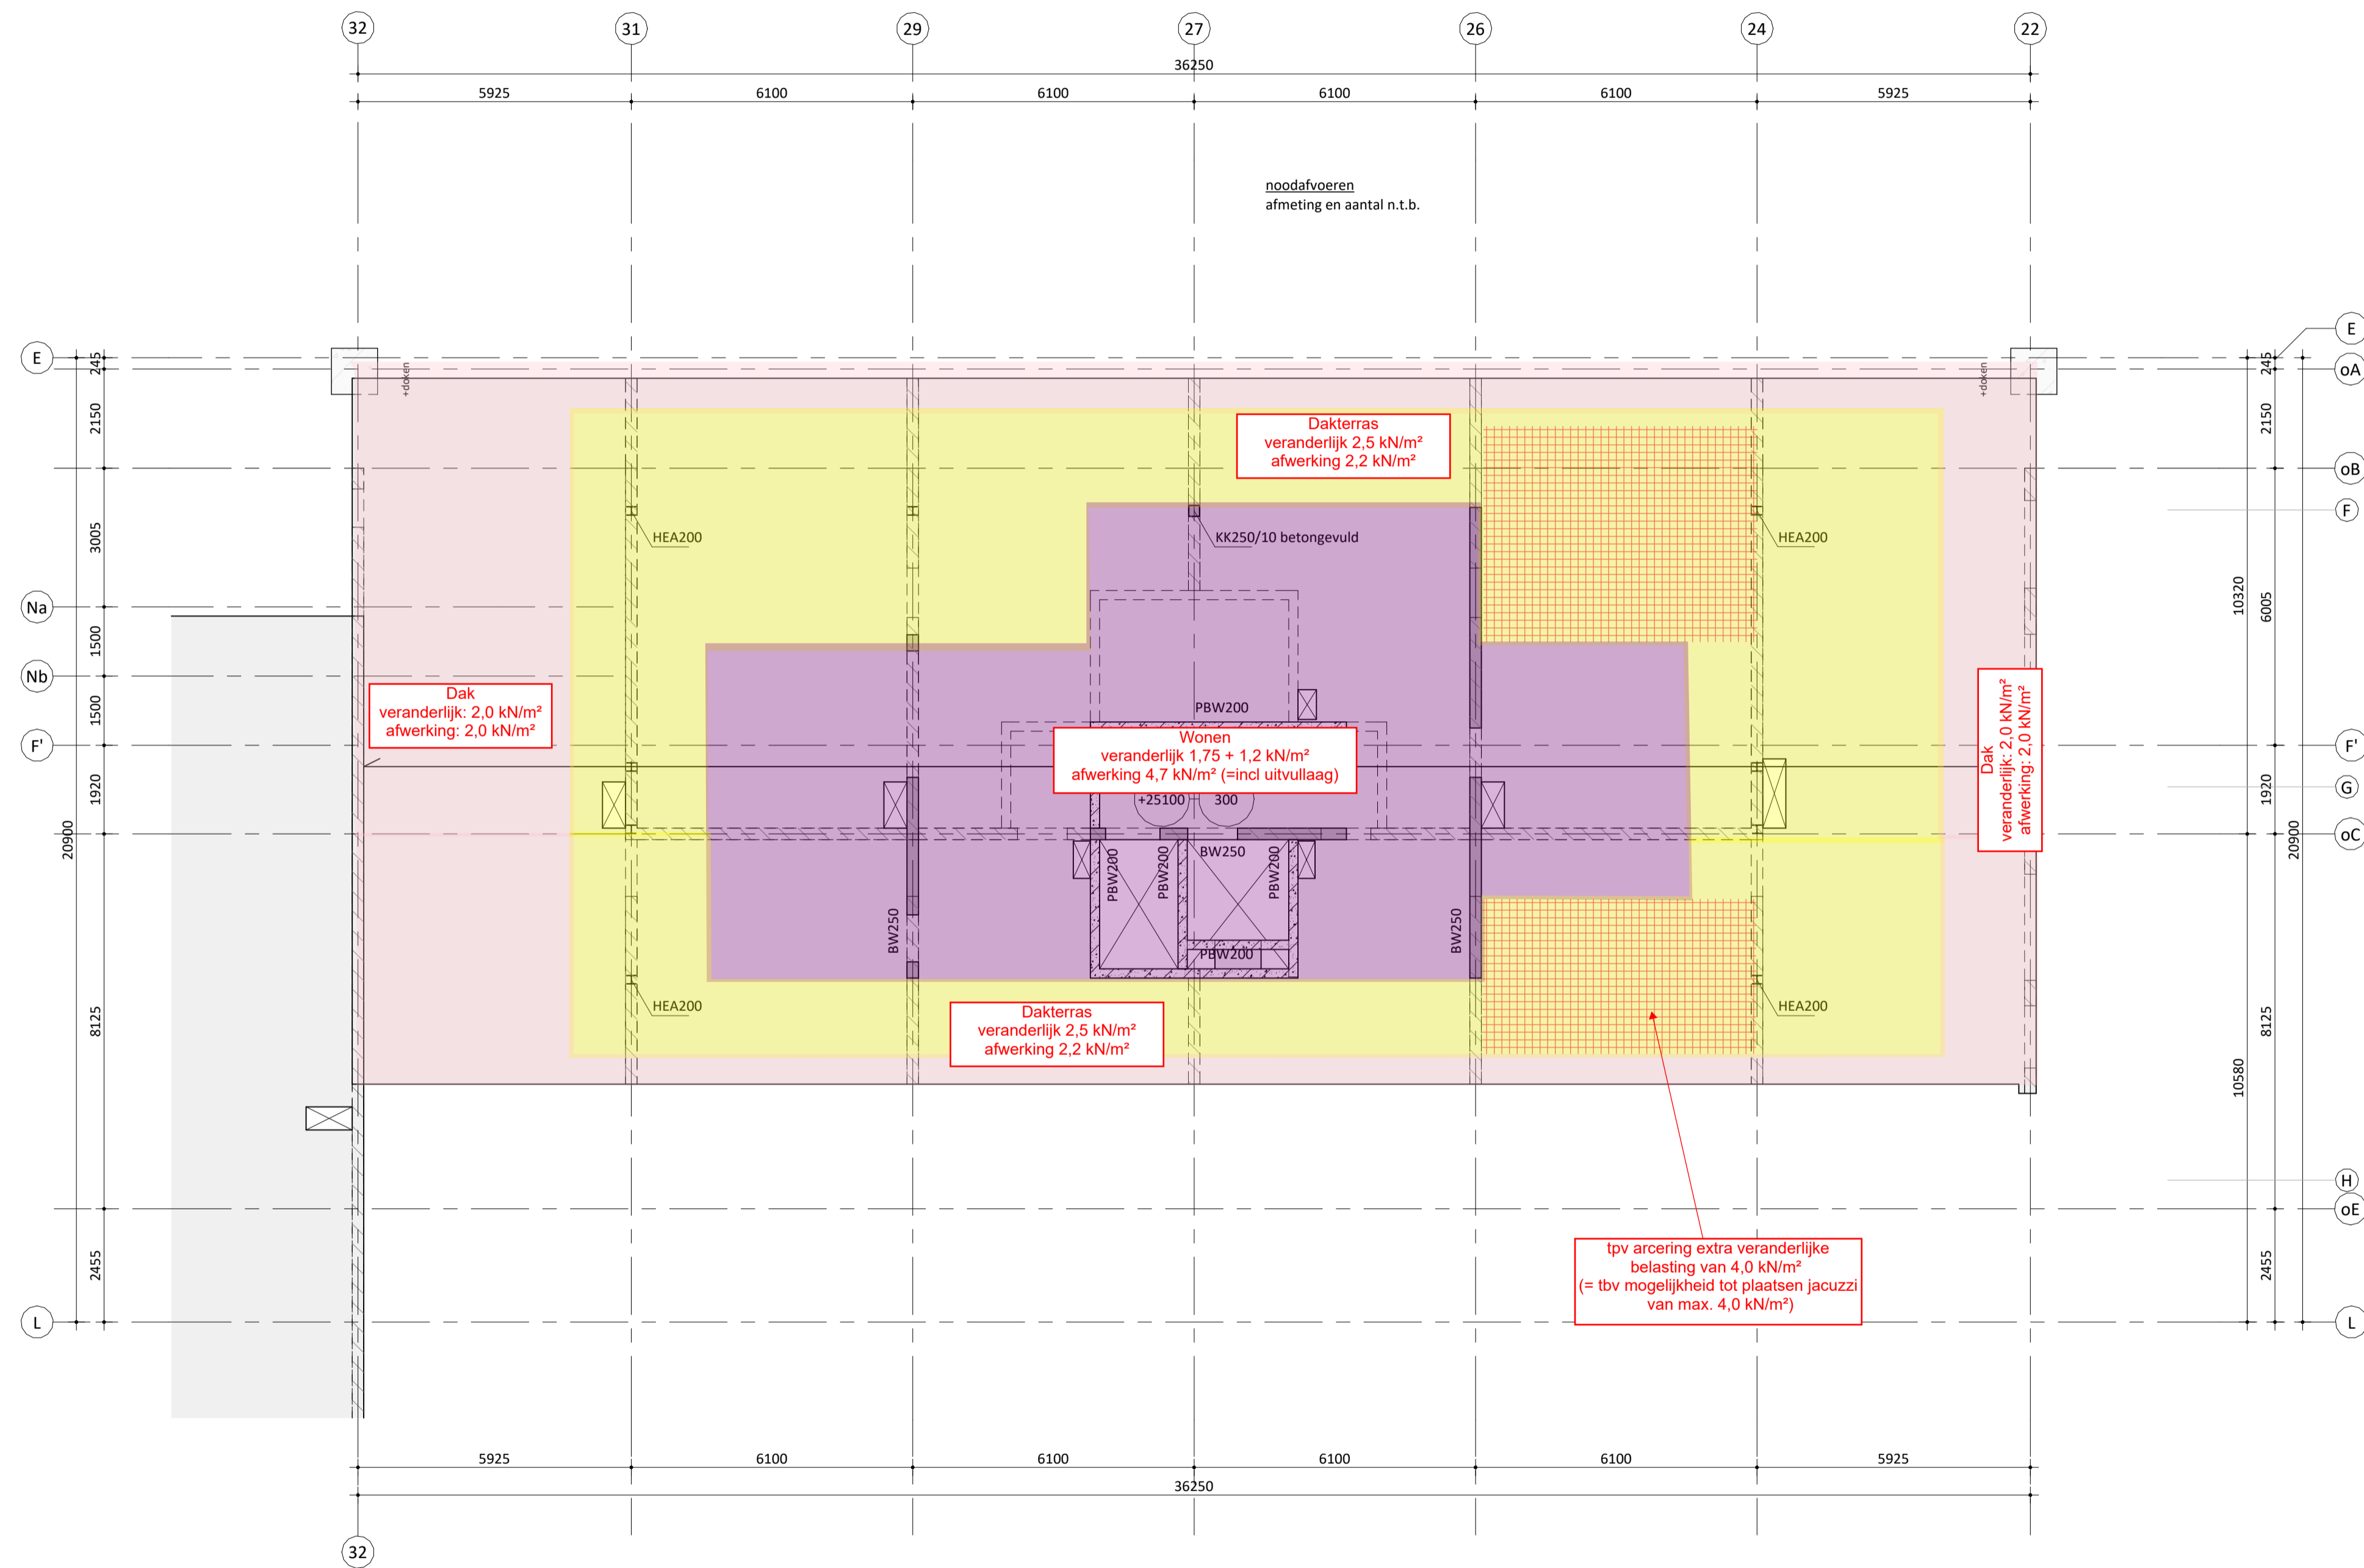 32
31
29
27
26
24
22
36250
5925
6100
6100
6100
6100
5925
noodafvoeren
afmeting en aantal n.t.b.
E
E
245
245
oA
+doken
+doken
2150
2150
Dakterras
veranderlijk 2,5 kN/m²
afwerking 2,2 kN/m²
oB
F
3005
HEA200
KK250/10 betongevuld
HEA200
10320
6005
Na
1500
Nb
Dak
veranderlijk: 2,0 kN/m²
afwerking: 2,0 kN/m²
1500
PBW200
F'
F'
Wonen
veranderlijk 1,75 + 1,2 kN/m²
afwerking 4,7 kN/m² (=incl uitvullaag)
Dak
veranderlijk: 2,0 kN/m²
afwerking: 2,0 kN/m²
1920
1920
G
+25100
300
oC
20900
20900
BW250
PBW200
PBW200
PBW200
BW250
BW250
PBW200
HEA200
HEA200
Dakterras
veranderlijk 2,5 kN/m²
afwerking 2,2 kN/m²
8125
8125
10580
H
oE
tpv arcering extra veranderlijke
belasting van 4,0 kN/m²
(= tbv mogelijkheid tot plaatsen jacuzzi
van max. 4,0 kN/m²)
2455
2455
L
L
5925
6100
6100
6100
6100
5925
36250
32